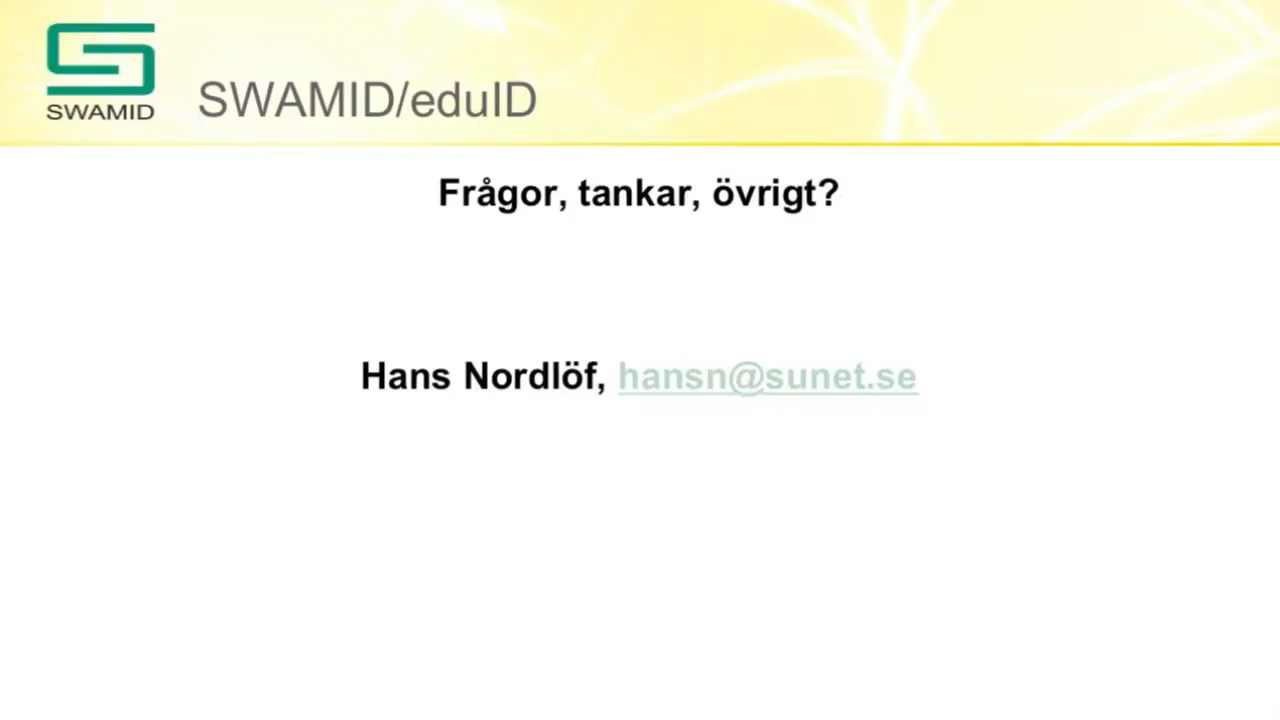 SWAMID
SWAMID/eduID
Frågor, tankar, övrigt?
Hans Nordlöf, hansn@sunet.se